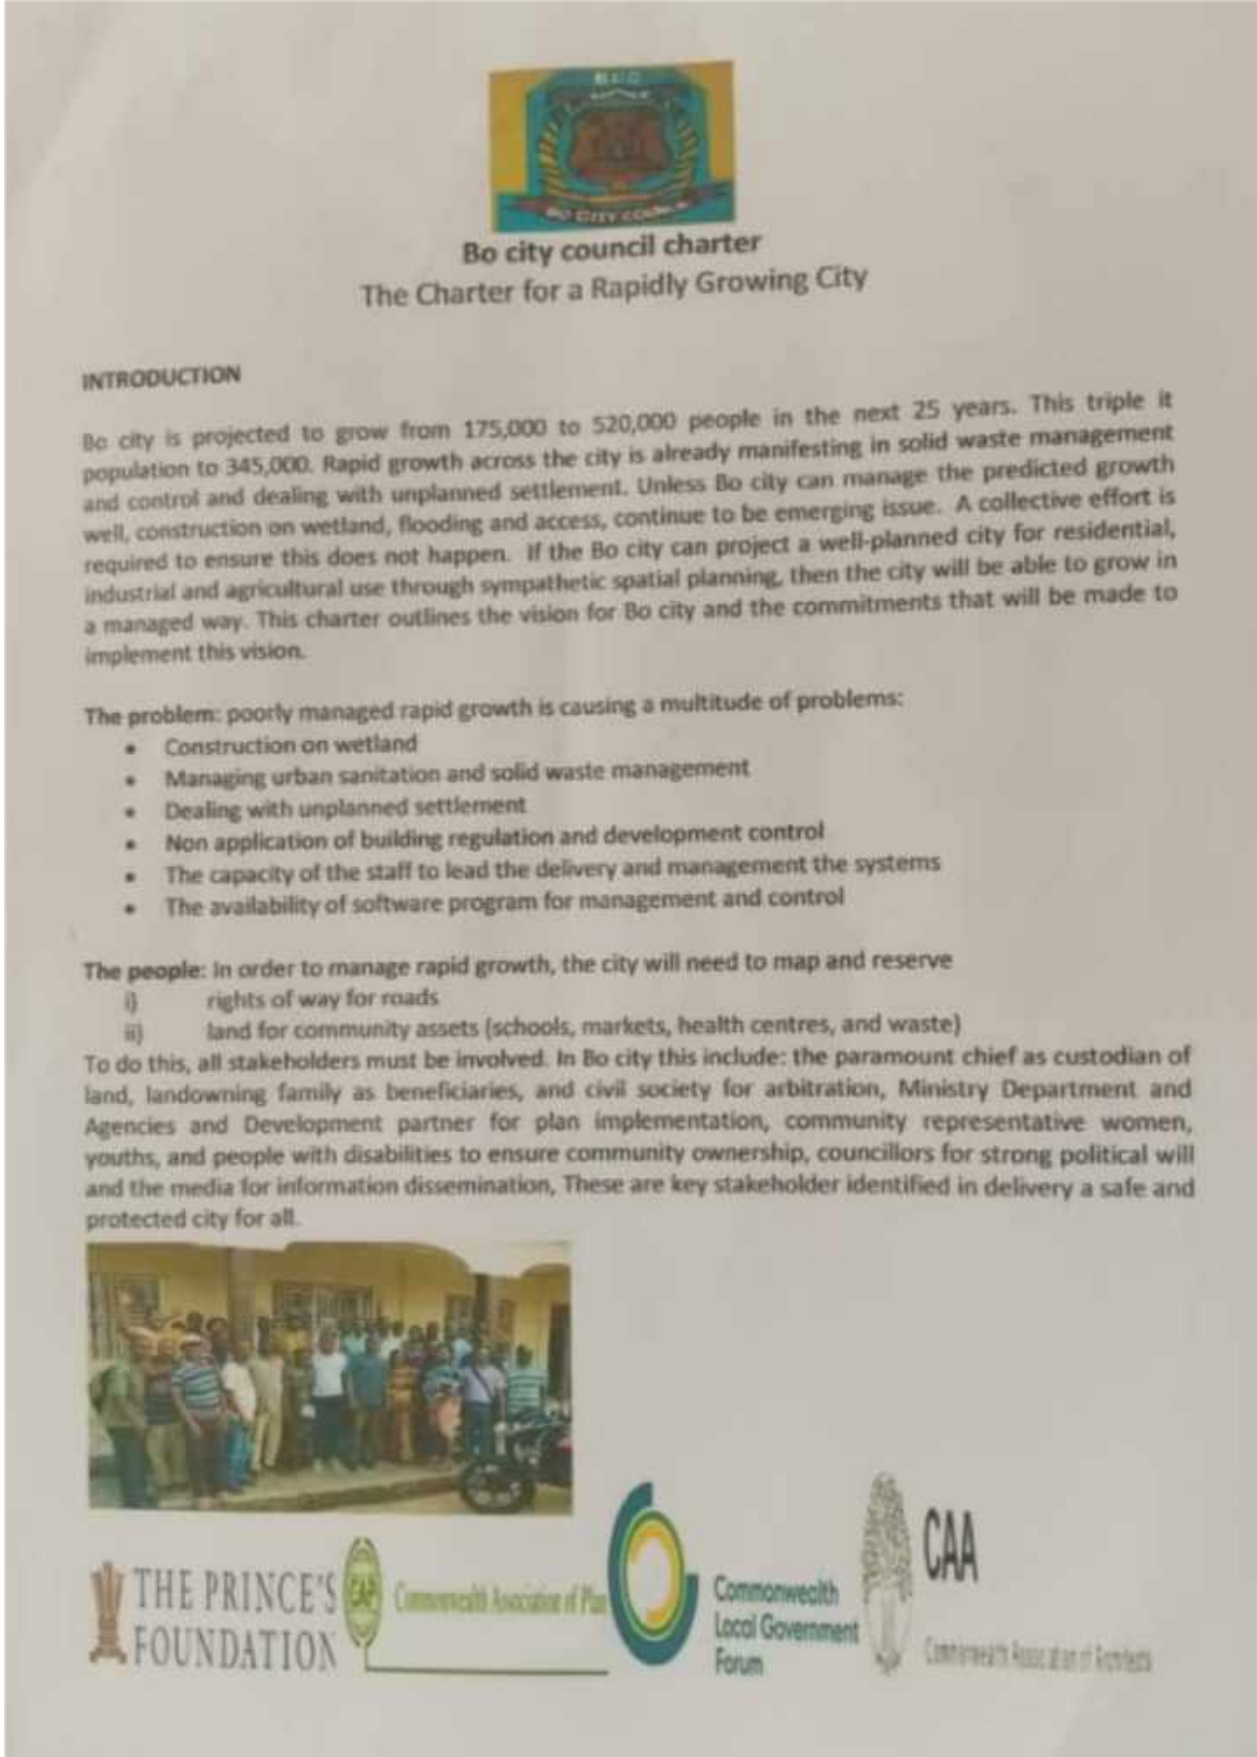 BO CITY COUNCIL
Bo city council charter
The Charter for a Rapidly Growing City
INTRODUCTION
Bo city is projected to grow from 175,000 to 520,000 people in the next 25 years. This triple it
population to 345,000. Rapid growth across the city is already manifesting in solid waste management
and control and dealing with unplanned settlement. Unless Bo city can manage the predicted growth
well, construction on wetland, flooding and access, continue to be emerging issue. A collective effort is
required to ensure this does not happen. If the Bo city can project a well-planned city for residential,
industrial and agricultural use through sympathetic spatial planning, then the city will be able to grow in
a managed way. This charter outlines the vision for Bo city and the commitments that will be made to
implement this vision.
The problem: poorly managed rapid growth is causing a multitude of problems:
• Construction on wetland
• Managing urban sanitation and solid waste management
• Dealing with unplanned settlement
• Non application of building regulation and development control
• The capacity of the staff to lead the delivery and management the systems
• The availability of software program for management and control
The people: In order to manage rapid growth, the city will need to map and reserve
i) rights of way for roads
ii) land for community assets (schools, markets, health centres, and waste)
To do this, all stakeholders must be involved. In Bo city this include: the paramount chief as custodian of
land, landowning family as beneficiaries, and civil society for arbitration, Ministry Department and
Agencies and Development partner for plan implementation, community representative women,
youths, and people with disabilities to ensure community ownership, councillors for strong political will
and the media for information dissemination, These are key stakeholder identified in delivery a safe and
protected city for all.
THE PRINCE'S
FOUNDATION
CAP
Commonwealth Association of Plan
Commonwealth
Local Government
Forum
CAA
Commonwealth Association of Architects